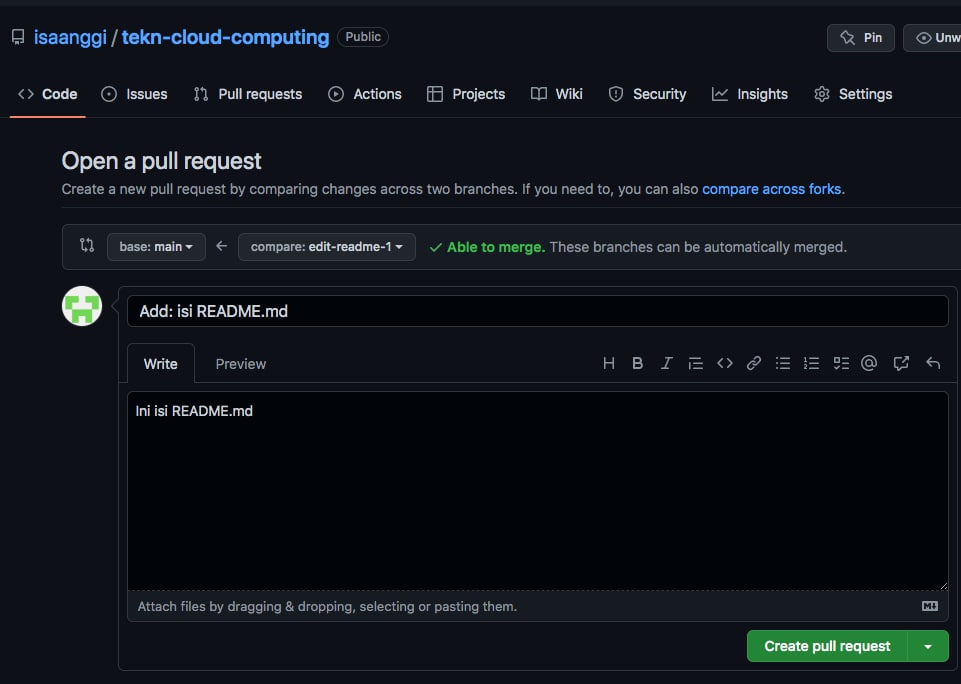 isaanggi / tekn-cloud-computing Public Pin Unw
Code Issues Pull requests Actions Projects Wiki Security Insights Settings
Open a pull request
Create a new pull request by comparing changes across two branches. If you need to, you can also compare across forks.
base: main compare: edit-readme-1 Able to merge. These branches can be automatically merged.
Add: isi README.md
Write Preview
Ini isi README.md
Attach files by dragging & dropping, selecting or pasting them.
Create pull request